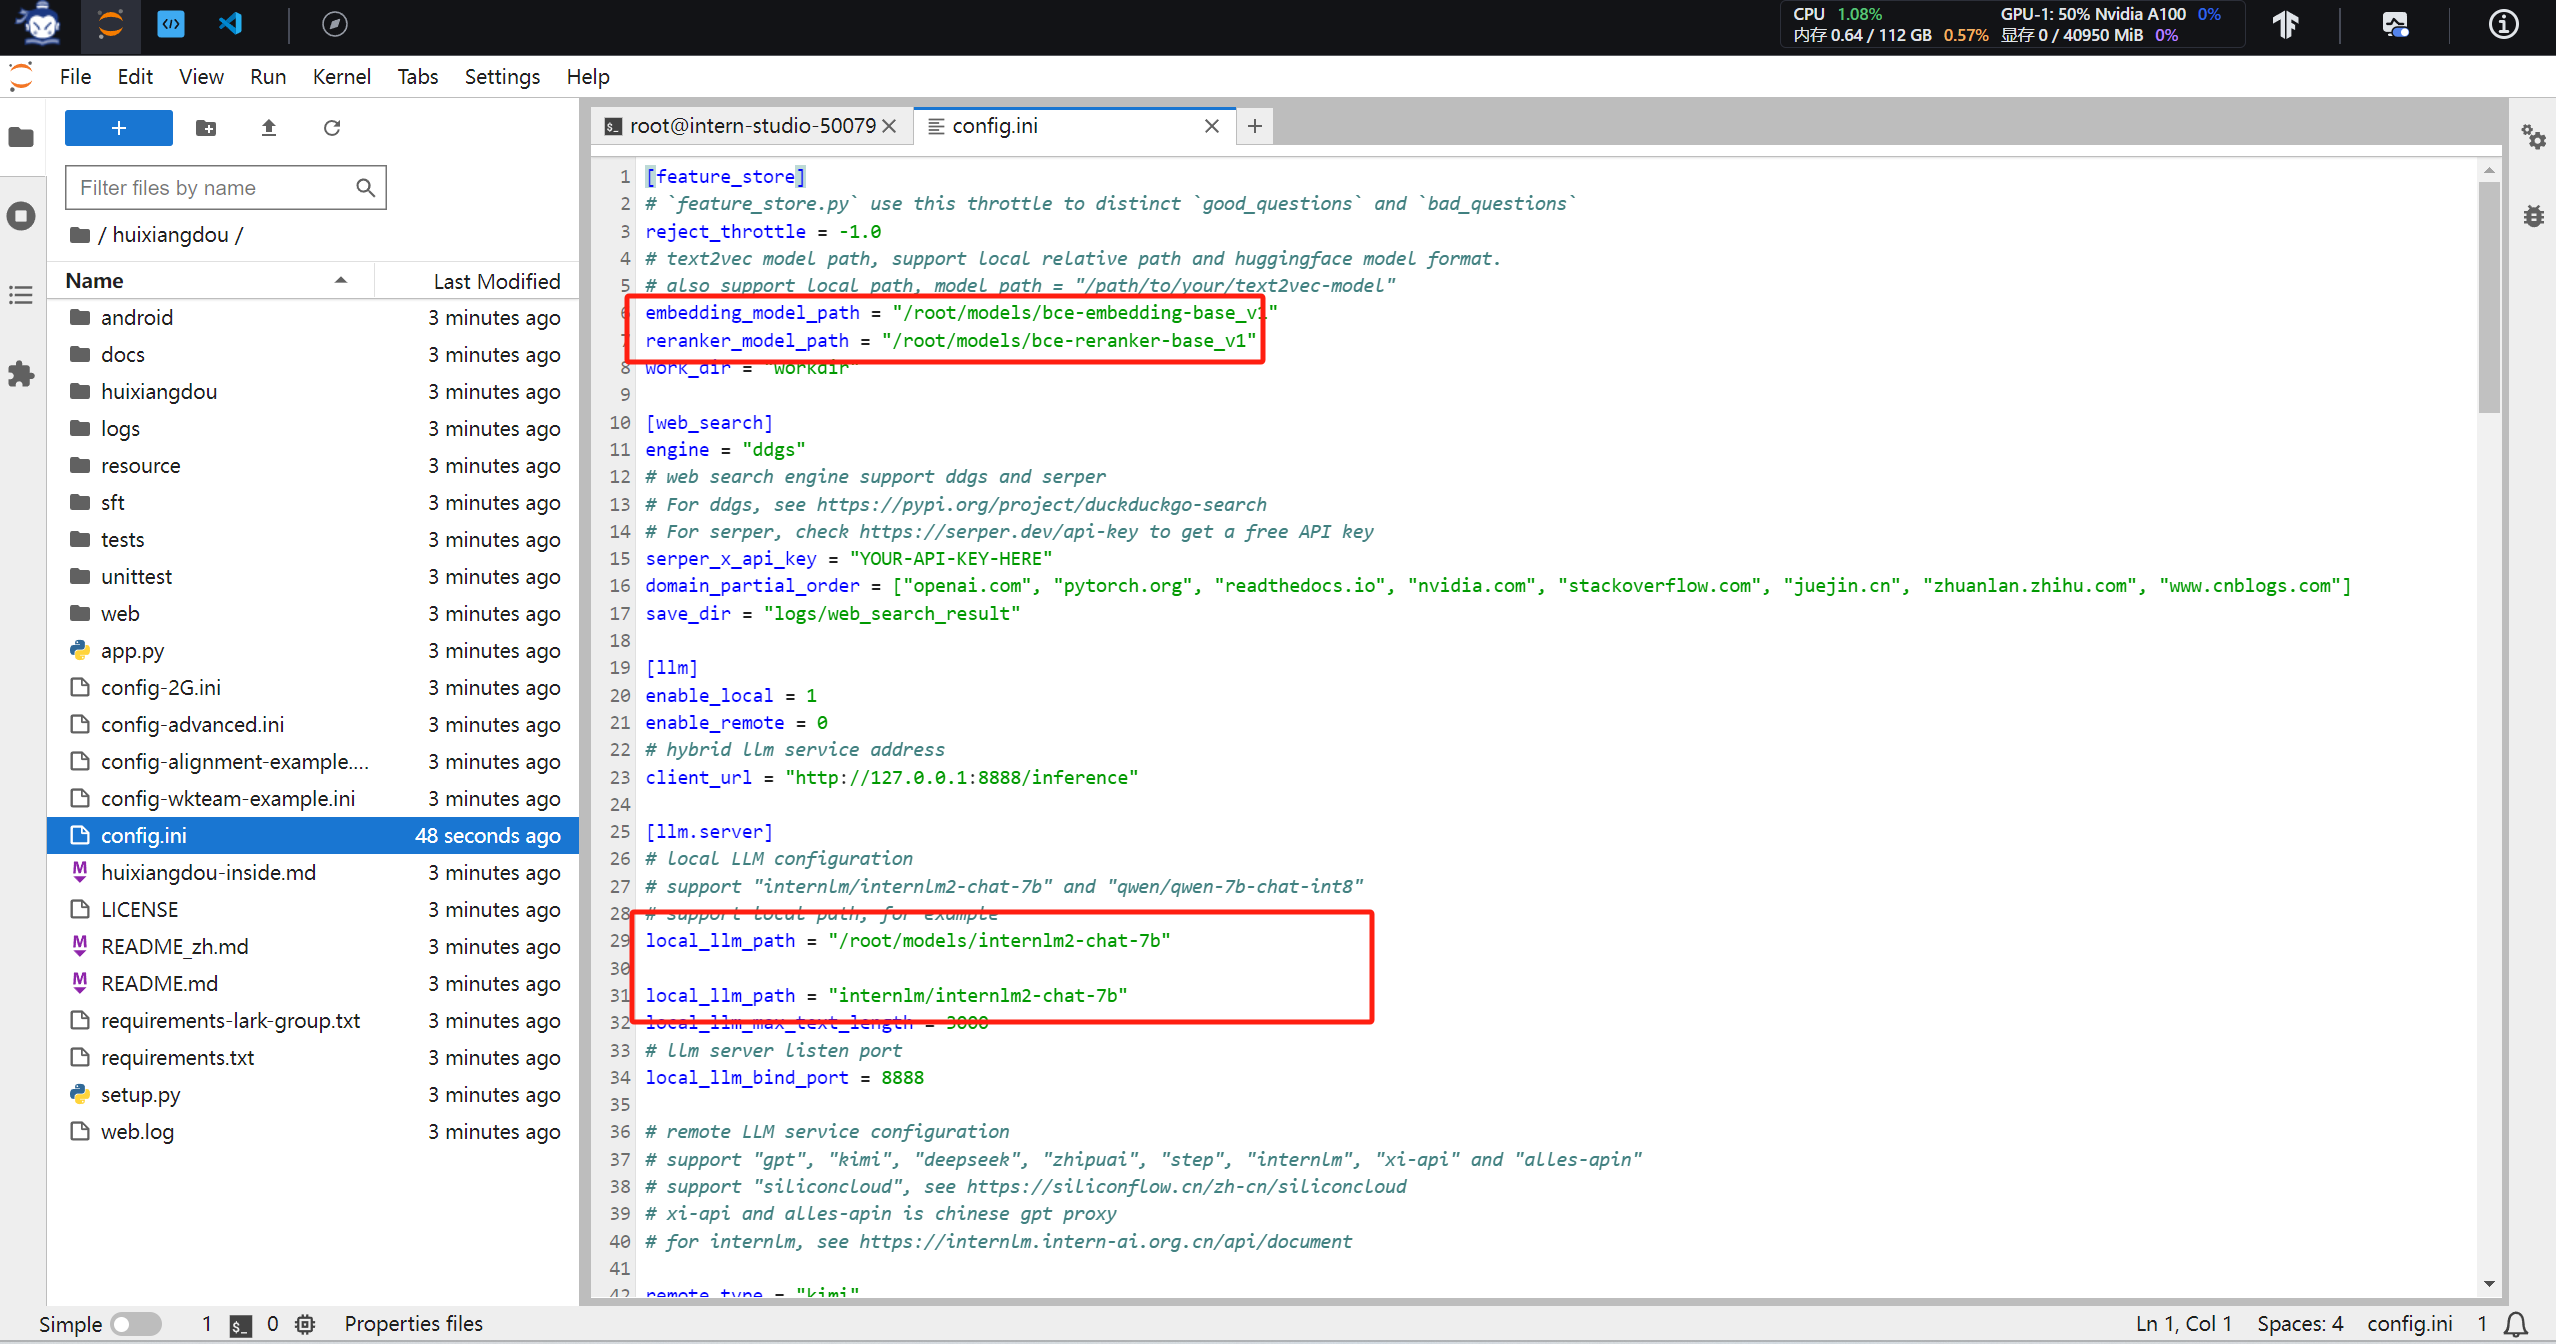 CPU 1.08%
GPU-1: 50% Nvidia A100 0%
内存 0.64 / 112 GB 0.57%
显存 0 / 40950 MiB 0%
File Edit View Run Kernel Tabs Settings Help
Filter files by name
/ huixiangdou /
Name Last Modified
android 3 minutes ago
docs 3 minutes ago
huixiangdou 3 minutes ago
logs 3 minutes ago
resource 3 minutes ago
sft 3 minutes ago
tests 3 minutes ago
unittest 3 minutes ago
web 3 minutes ago
app.py 3 minutes ago
config-2G.ini 3 minutes ago
config-advanced.ini 3 minutes ago
config-alignment-example.... 3 minutes ago
config-wkteam-example.ini 3 minutes ago
config.ini 48 seconds ago
huixiangdou-inside.md 3 minutes ago
LICENSE 3 minutes ago
README_zh.md 3 minutes ago
README.md 3 minutes ago
requirements-lark-group.txt 3 minutes ago
requirements.txt 3 minutes ago
setup.py 3 minutes ago
web.log 3 minutes ago
root@intern-studio-50079
config.ini
1 [feature_store]
2 # `feature_store.py` use this throttle to distinct `good_questions` and `bad_questions`
3 reject_throttle = -1.0
4 # text2vec model path, support local relative path and huggingface model format.
5 # also support local path, model_path = "/path/to/your/text2vec-model"
6 embedding_model_path = "/root/models/bce-embedding-base_v1"
7 reranker_model_path = "/root/models/bce-reranker-base_v1"
8 work_dir = "workdir"
9
10 [web_search]
11 engine = "ddgs"
12 # web search engine support ddgs and serper
13 # For ddgs, see https://pypi.org/project/duckduckgo-search
14 # For serper, check https://serper.dev/api-key to get a free API key
15 serper_x_api_key = "YOUR-API-KEY-HERE"
16 domain_partial_order = ["openai.com", "pytorch.org", "readthedocs.io", "nvidia.com", "stackoverflow.com", "juejin.cn", "zhuanlan.zhihu.com", "www.cnblogs.com"]
17 save_dir = "logs/web_search_result"
18
19 [llm]
20 enable_local = 1
21 enable_remote = 0
22 # hybrid llm service address
23 client_url = "http://127.0.0.1:8888/inference"
24
25 [llm.server]
26 # local LLM configuration
27 # support "internlm/internlm2-chat-7b" and "qwen/qwen-7b-chat-int8"
28 # support local path, for example
29 local_llm_path = "/root/models/internlm2-chat-7b"
30
31 local_llm_path = "internlm/internlm2-chat-7b"
32 local_llm_max_text_length = 3000
33 # llm server listen port
34 local_llm_bind_port = 8888
35
36 # remote LLM service configuration
37 # support "gpt", "kimi", "deepseek", "zhipuai", "step", "internlm", "xi-api" and "alles-apin"
38 # support "siliconcloud", see https://siliconflow.cn/zh-cn/siliconcloud
39 # xi-api and alles-apin is chinese gpt proxy
40 # for internlm, see https://internlm.intern-ai.org.cn/api/document
41
42 remote_type = "kimi"
Simple 1 $_ 0 Properties files Ln 1, Col 1 Spaces: 4 config.ini 1